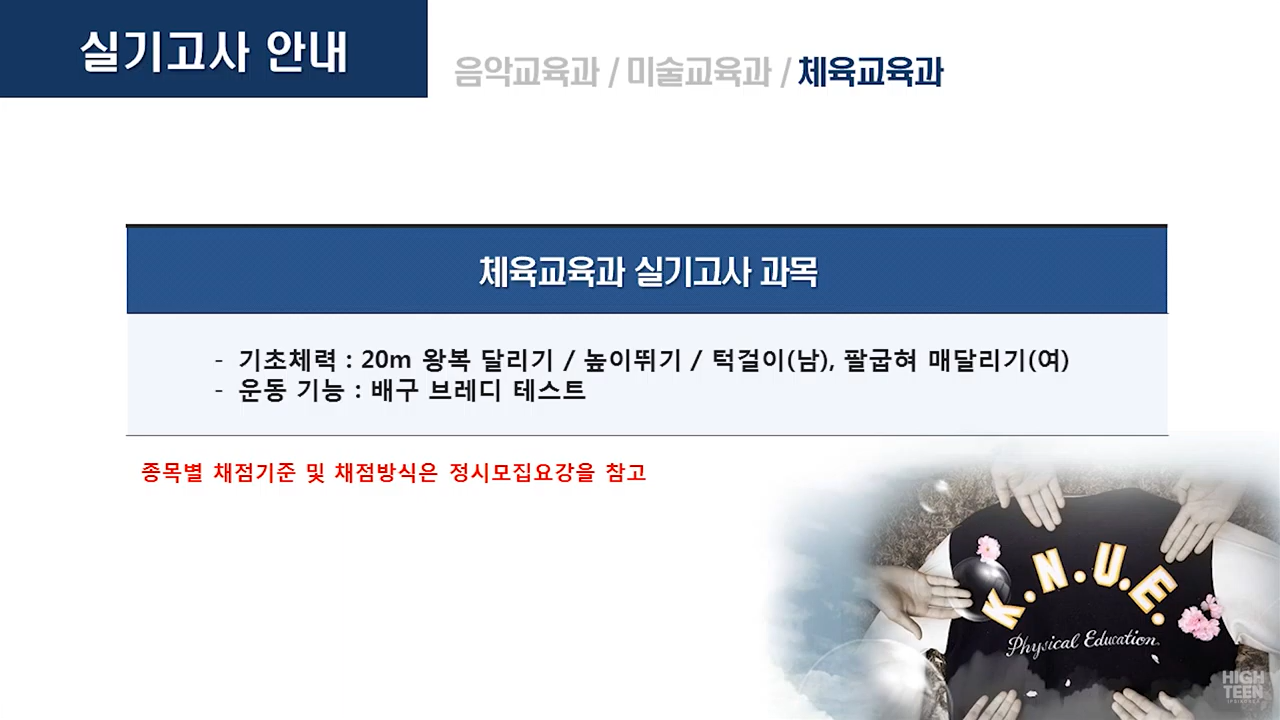 실기고사 안내
음악교육과 / 미술교육과 / 체육교육과
체육교육과 실기고사 과목
- 기초체력 : 20m 왕복 달리기 / 높이뛰기 / 턱걸이(남), 팔굽혀 매달리기(여)
- 운동 기능 : 배구 브레디 테스트
종목별 채점기준 및 채점방식은 정시모집요강을 참고
K.N.U.E.
Physical Education
HIGH
TEEN